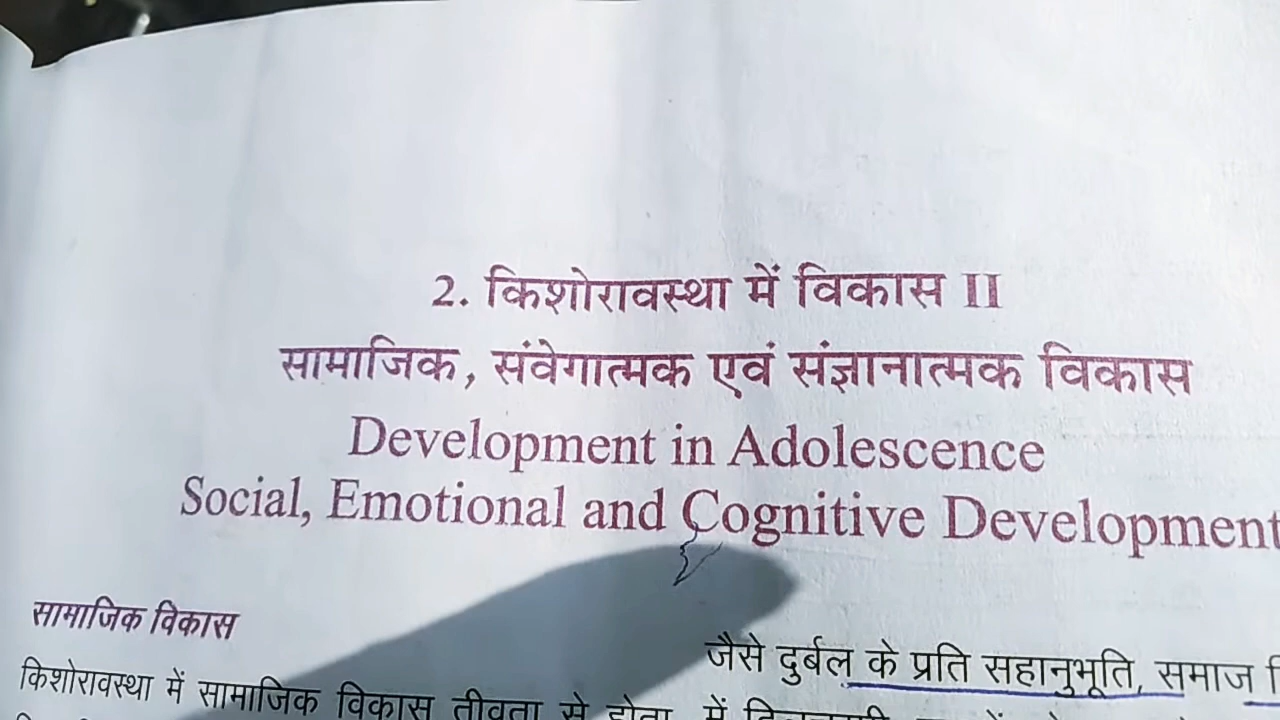 2. किशोरावस्था में विकास II
सामाजिक, संवेगात्मक एवं संज्ञानात्मक विकास
Development in Adolescence
Social, Emotional and Cognitive Development
सामाजिक विकास
किशोरावस्था में सामाजिक विकास तीव्रता से होता
जैसे दुर्बल के प्रति सहानुभूति, समाज
में